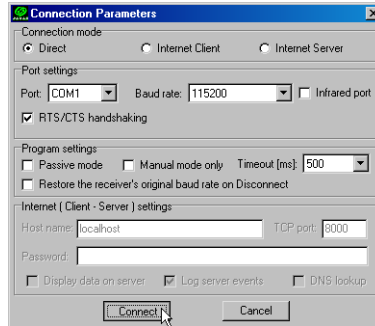 Connection Parameters
Connection mode
Direct Internet Client Internet Server
Port settings
Port: COM1 Baud rate: 115200 Infrared port
RTS/CTS handshaking
Program settings
Passive mode Manual mode only Timeout [ms]: 500
Restore the receiver's original baud rate on Disconnect
Internet ( Client - Server ) settings
Host name: localhost TCP port: 8000
Password:
Display data on server Log server events DNS lookup
Connect Cancel